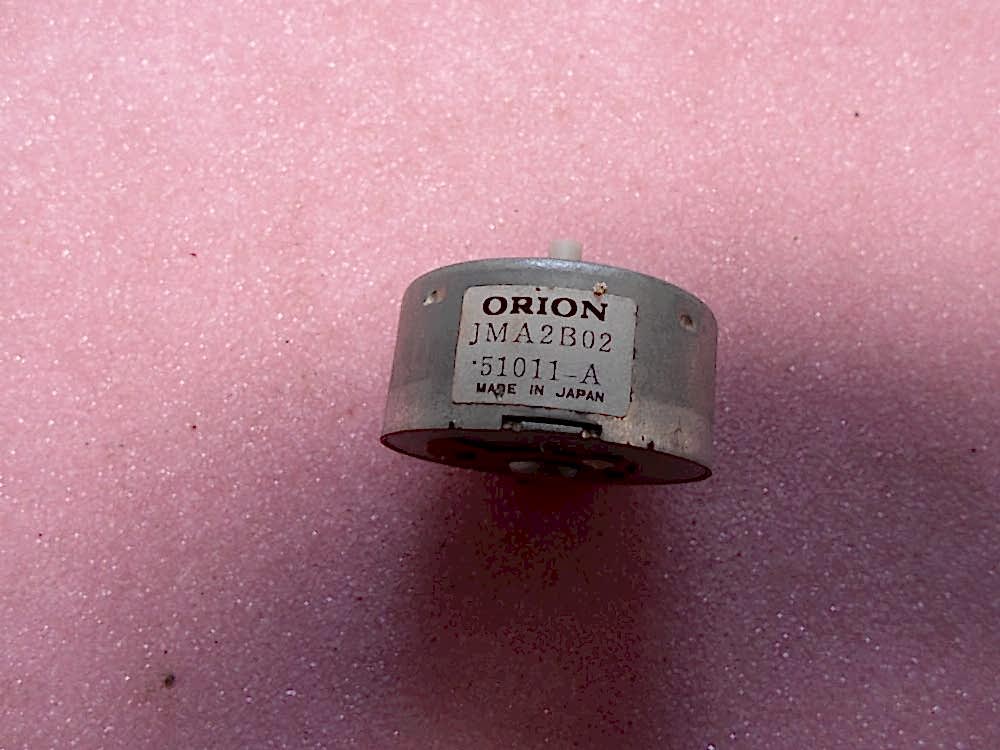 ORION
JMA2B02
·51011-A
MADE IN JAPAN